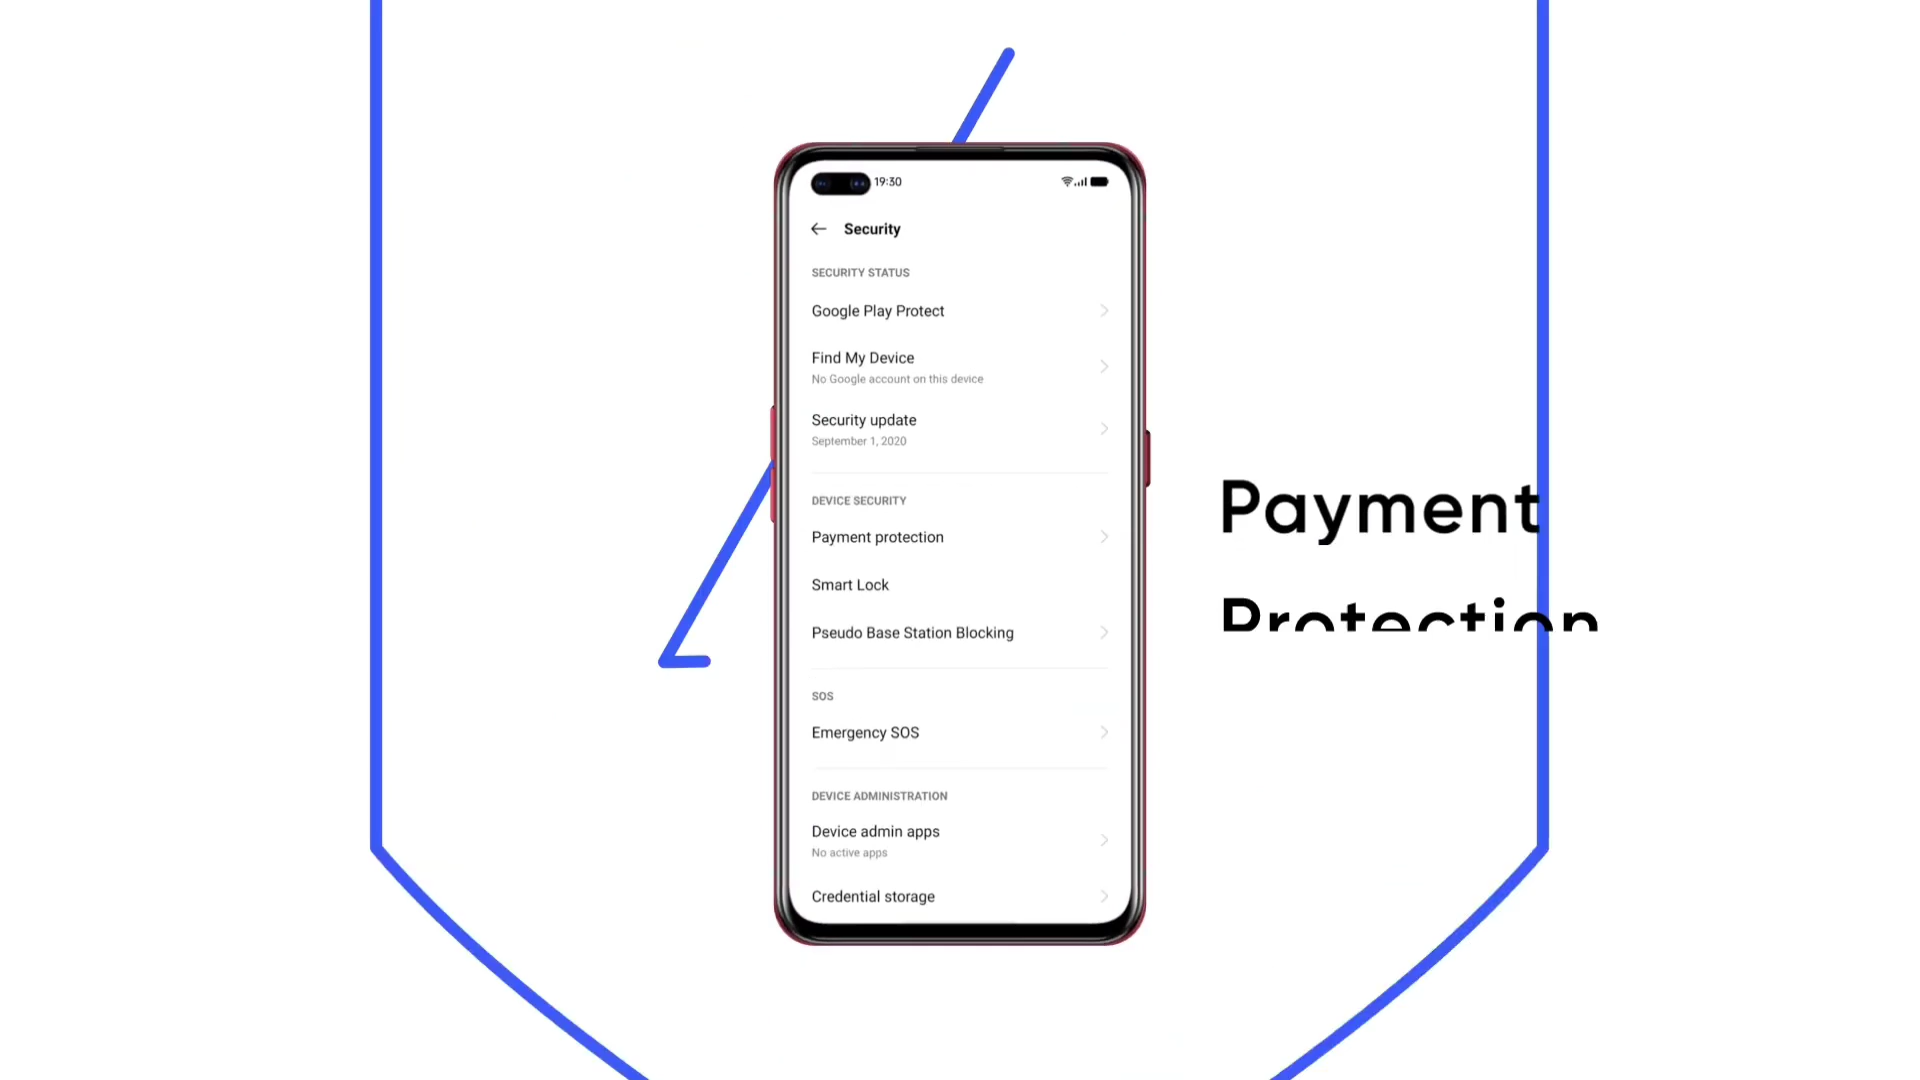 19:30
Security
SECURITY STATUS
Google Play Protect
Find My Device
No Google account on this device
Security update
September 1, 2020
DEVICE SECURITY
Payment protection
Smart Lock
Pseudo Base Station Blocking
SOS
Emergency SOS
DEVICE ADMINISTRATION
Device admin apps
No active apps
Credential storage
Payment
Protection